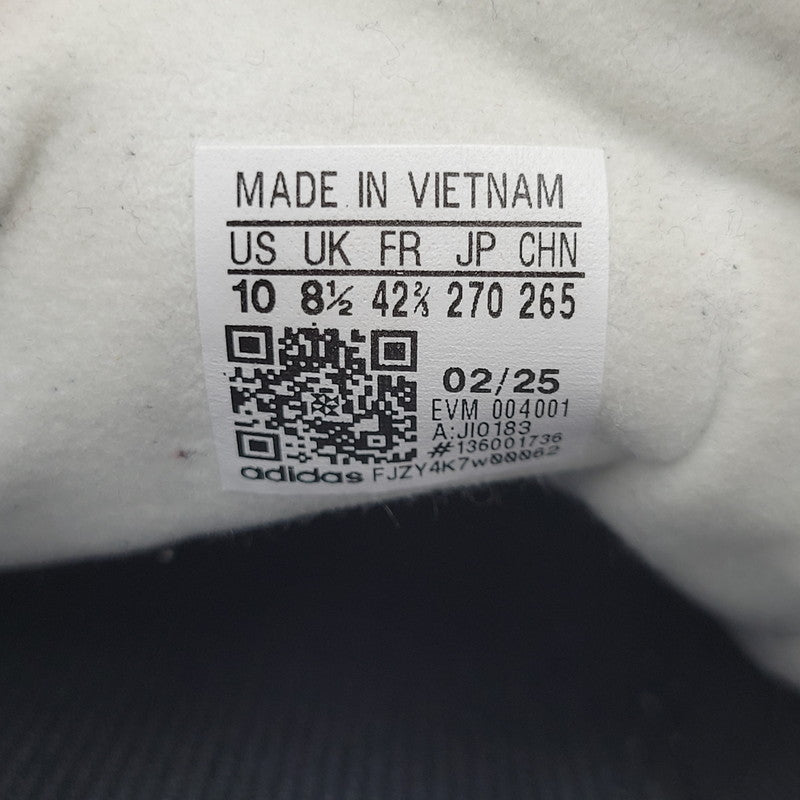 MADE IN VIETNAM
US UK FR JP CHN
10 8½ 42⅔ 270 265
02/25
EVM 004001
A:JI0183
#136001736
adidas FJZY4K7w00062